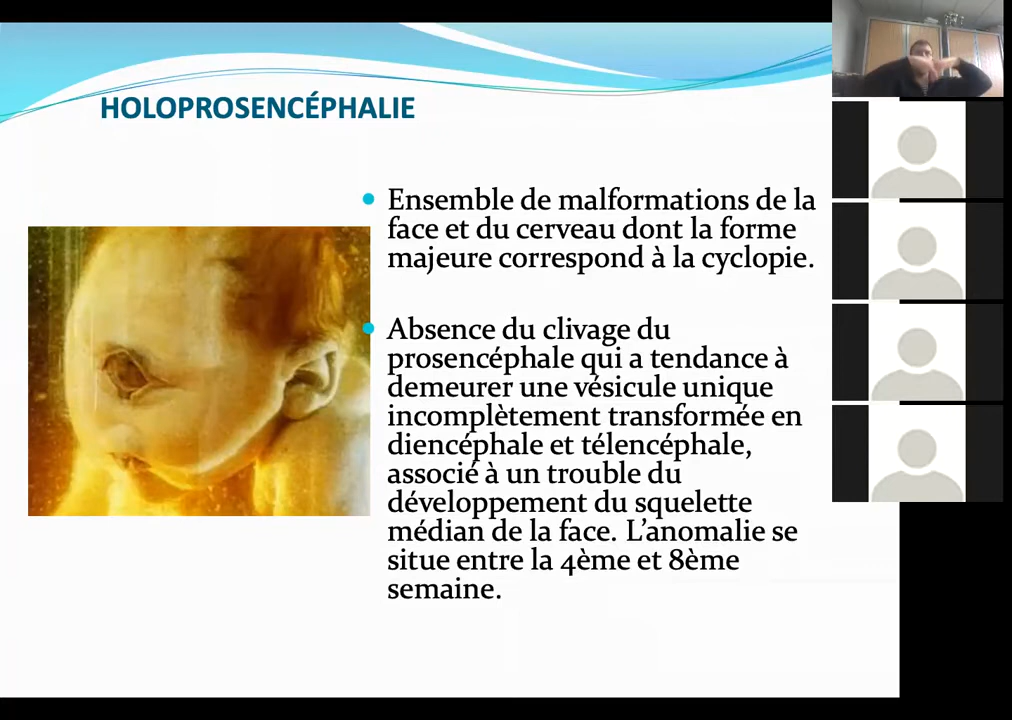 HOLOPROSENCÉPHALIE
Ensemble de malformations de la
face et du cerveau dont la forme
majeure correspond à la cyclopie.
Absence du clivage du
prosencéphale qui a tendance à
demeurer une vésicule unique
incomplètement transformée en
diencéphale et télencéphale,
associé à un trouble du
développement du squelette
médian de la face. L’anomalie se
situe entre la 4ème et 8ème
semaine.